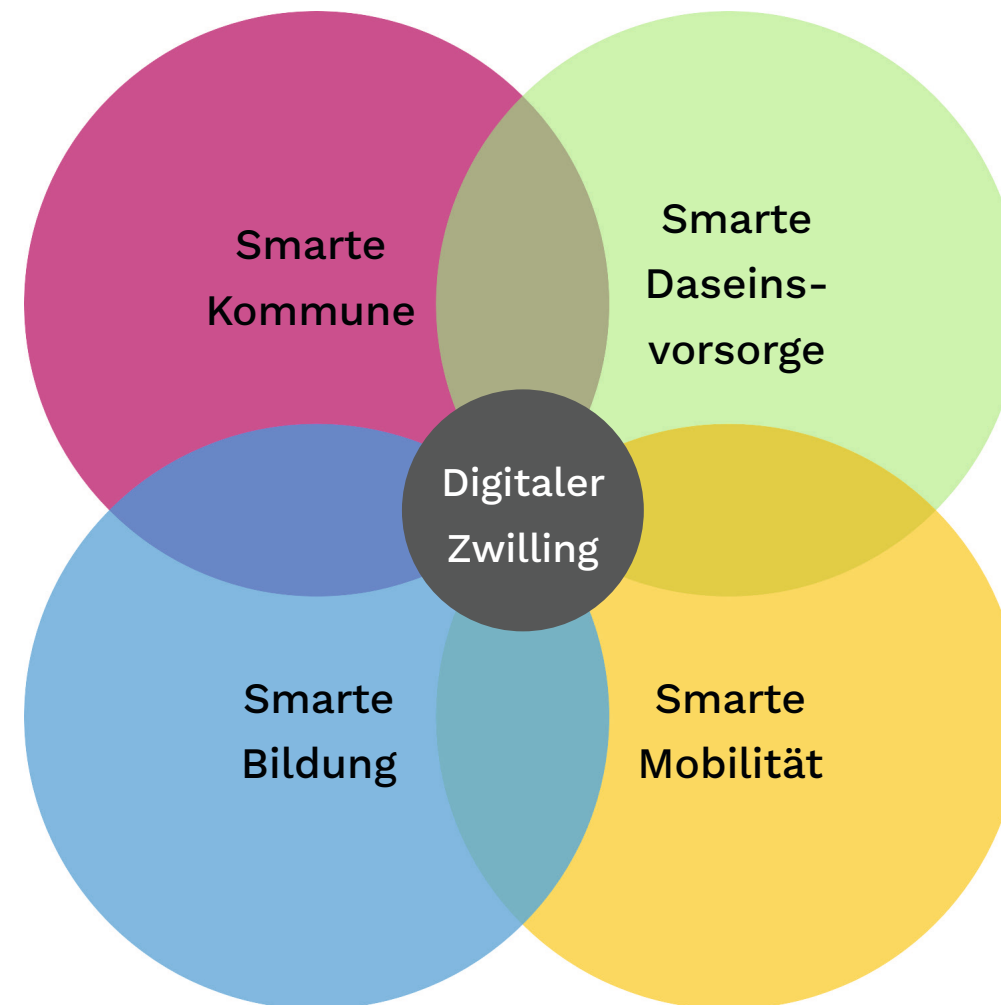 Smarte
Kommune
Smarte
Daseins-
vorsorge
Digitaler
Zwilling
Smarte
Bildung
Smarte
Mobilität